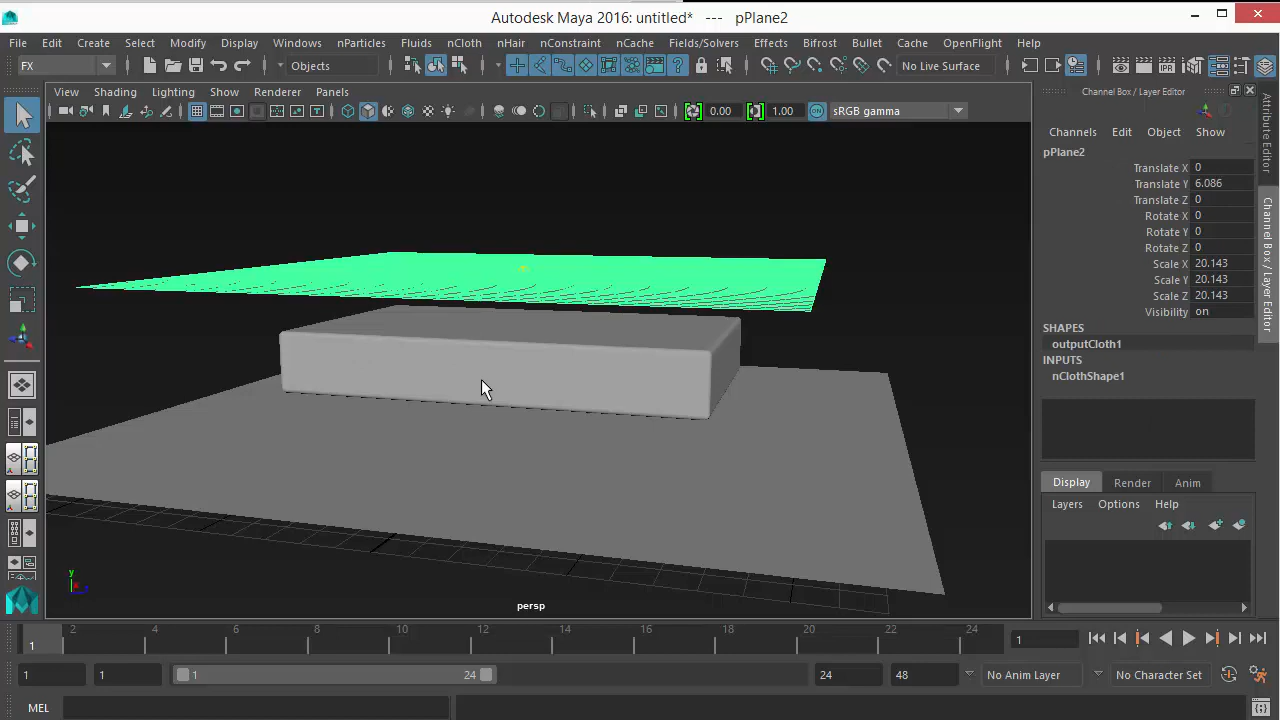 Autodesk Maya 2016: untitled* --- pPlane2
File Edit Create Select Modify Display Windows nParticles Fluids nCloth nHair nConstraint nCache Fields/Solvers Effects Bifrost Bullet Cache OpenFlight Help
FX Objects No Live Surface
View Shading Lighting Show Renderer Panels
0.00 1.00 ON sRGB gamma
Channel Box / Layer Editor
Channels Edit Object Show
pPlane2
Translate X 0
Translate Y 6.086
Translate Z 0
Rotate X 0
Rotate Y 0
Rotate Z 0
Scale X 20.143
Scale Y 20.143
Scale Z 20.143
Visibility on
SHAPES
outputCloth1
INPUTS
nClothShape1
Attribute Editor
Channel Box / Layer Editor
Display Render Anim
Layers Options Help
y
persp
1 2 4 6 8 10 12 14 16 18 20 22 24 1
1 1 1 24 24 48 No Anim Layer No Character Set
MEL